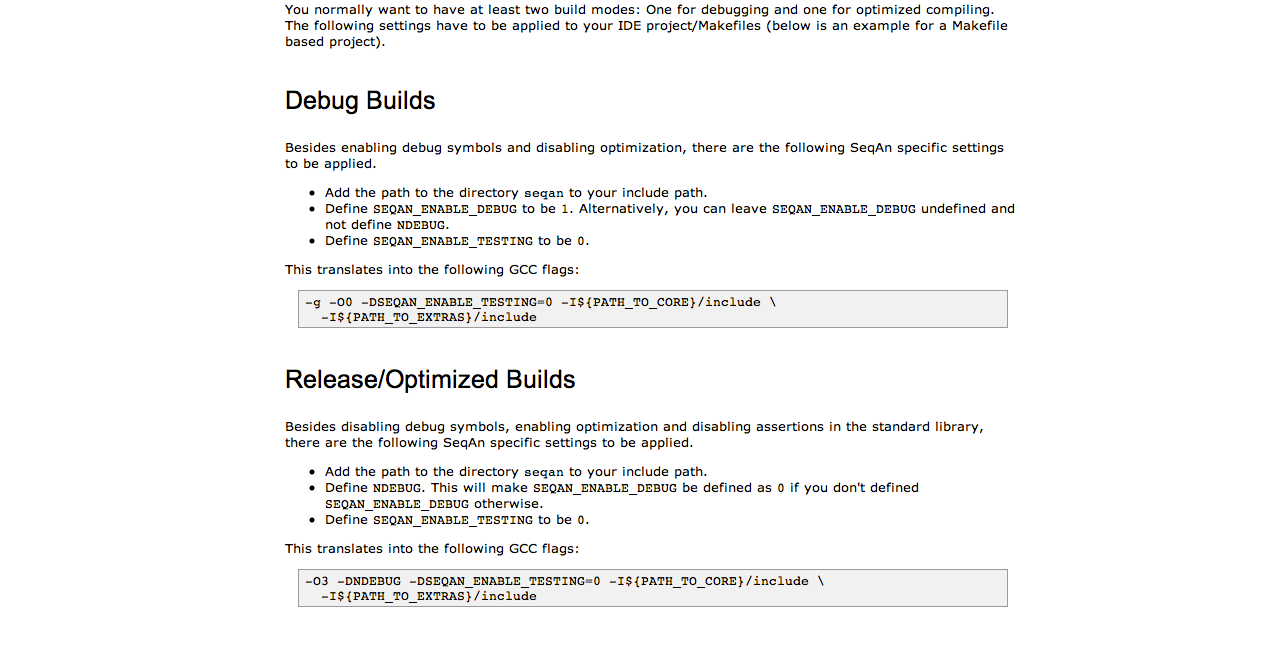 You normally want to have at least two build modes: One for debugging and one for optimized compiling.
The following settings have to be applied to your IDE project/Makefiles (below is an example for a Makefile
based project).
Debug Builds
Besides enabling debug symbols and disabling optimization, there are the following SeqAn specific settings
to be applied.
• Add the path to the directory seqan to your include path.
• Define SEQAN_ENABLE_DEBUG to be 1. Alternatively, you can leave SEQAN_ENABLE_DEBUG undefined and
not define NDEBUG.
• Define SEQAN_ENABLE_TESTING to be 0.
This translates into the following GCC flags:
-g -O0 -DSEQAN_ENABLE_TESTING=0 -I${PATH_TO_CORE}/include \
-I${PATH_TO_EXTRAS}/include
Release/Optimized Builds
Besides disabling debug symbols, enabling optimization and disabling assertions in the standard library,
there are the following SeqAn specific settings to be applied.
• Add the path to the directory seqan to your include path.
• Define NDEBUG. This will make SEQAN_ENABLE_DEBUG be defined as 0 if you don't defined
SEQAN_ENABLE_DEBUG otherwise.
• Define SEQAN_ENABLE_TESTING to be 0.
This translates into the following GCC flags:
-O3 -DNDEBUG -DSEQAN_ENABLE_TESTING=0 -I${PATH_TO_CORE}/include \
-I${PATH_TO_EXTRAS}/include